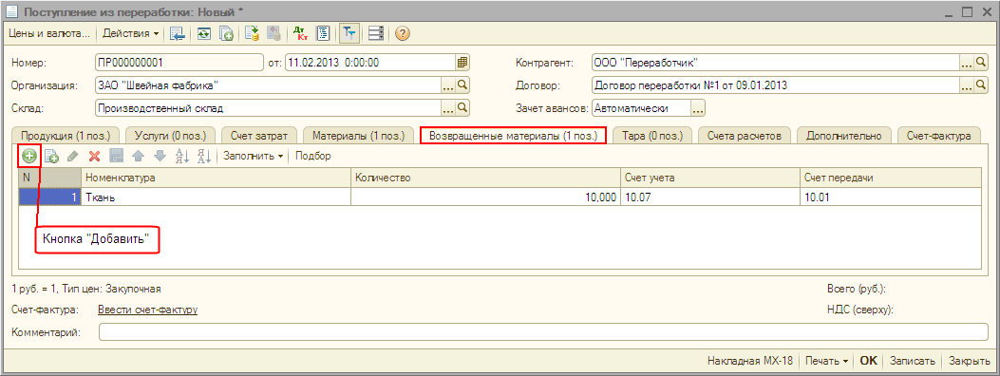 Поступление из переработки: Новый *
Цены и валюта... Действия Дт Кт ?
Номер: ПР000000001 от: 11.02.2013 0:00:00 Контрагент: ООО "Переработчик" ...
Организация: ЗАО "Швейная фабрика" ... Договор: Договор переработки №1 от 09.01.2013 ...
Склад: Производственный склад ... Зачет авансов: Автоматически ...
Продукция (1 поз.) Услуги (0 поз.) Счет затрат Материалы (1 поз.) Возвращенные материалы (1 поз.) Тара (0 поз.) Счета расчетов Дополнительно Счет-фактура
АЯ ЯА Заполнить Подбор
N Номенклатура Количество Счет учета Счет передачи
1 Ткань 10,000 10.07 10.01
Кнопка "Добавить"
1 руб. = 1, Тип цен: Закупочная Всего (руб.):
Счет-фактура: Ввести счет-фактуру НДС (сверху):
Комментарий:
Накладная МХ-18 Печать OK Записать Закрыть